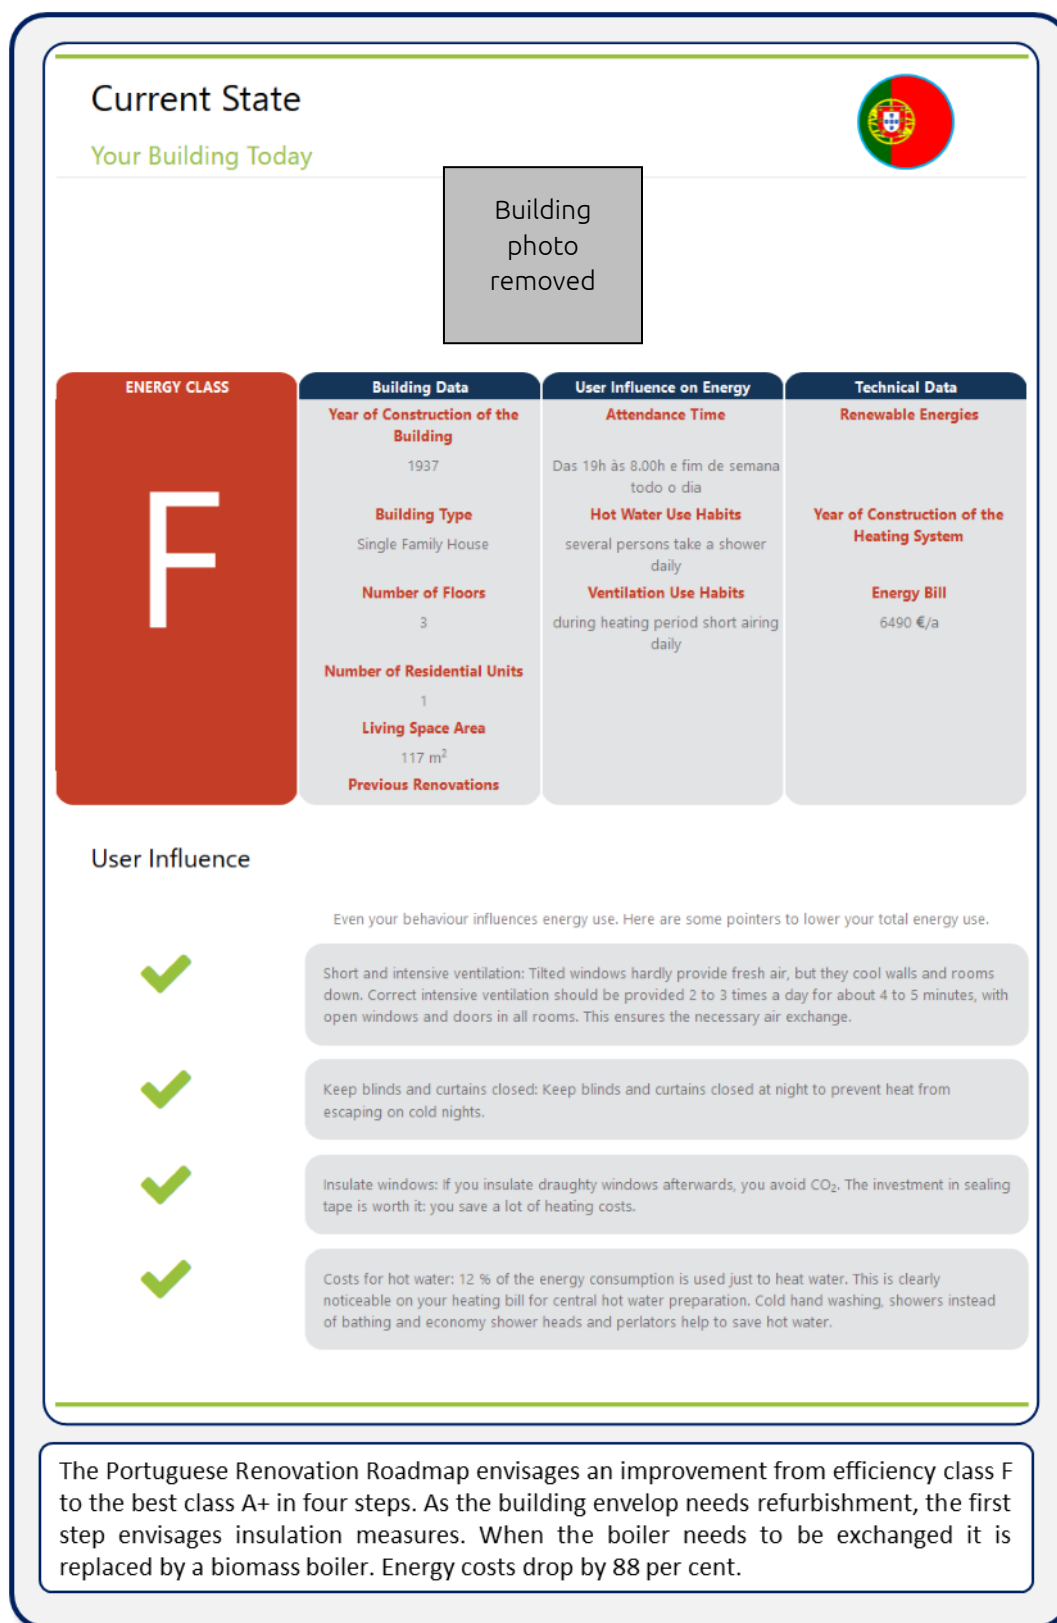 Current State
Your Building Today
Building
photo
removed
ENERGY CLASS
F
Building Data
Year of Construction of the
Building
1937
Building Type
Single Family House
Number of Floors
3
Number of Residential Units
1
Living Space Area
117 m²
Previous Renovations
User Influence on Energy
Attendance Time
Das 19h às 8.00h e fim de semana
todo o dia
Hot Water Use Habits
several persons take a shower
daily
Ventilation Use Habits
during heating period short airing
daily
Technical Data
Renewable Energies
Year of Construction of the
Heating System
Energy Bill
6490 €/a
User Influence
Even your behaviour influences energy use. Here are some pointers to lower your total energy use.
Short and intensive ventilation: Tilted windows hardly provide fresh air, but they cool walls and rooms
down. Correct intensive ventilation should be provided 2 to 3 times a day for about 4 to 5 minutes, with
open windows and doors in all rooms. This ensures the necessary air exchange.
Keep blinds and curtains closed: Keep blinds and curtains closed at night to prevent heat from
escaping on cold nights.
Insulate windows: If you insulate draughty windows afterwards, you avoid CO₂. The investment in sealing
tape is worth it: you save a lot of heating costs.
Costs for hot water: 12 % of the energy consumption is used just to heat water. This is clearly
noticeable on your heating bill for central hot water preparation. Cold hand washing, showers instead
of bathing and economy shower heads and perlators help to save hot water.
The Portuguese Renovation Roadmap envisages an improvement from efficiency class F
to the best class A+ in four steps. As the building envelop needs refurbishment, the first
step envisages insulation measures. When the boiler needs to be exchanged it is
replaced by a biomass boiler. Energy costs drop by 88 per cent.